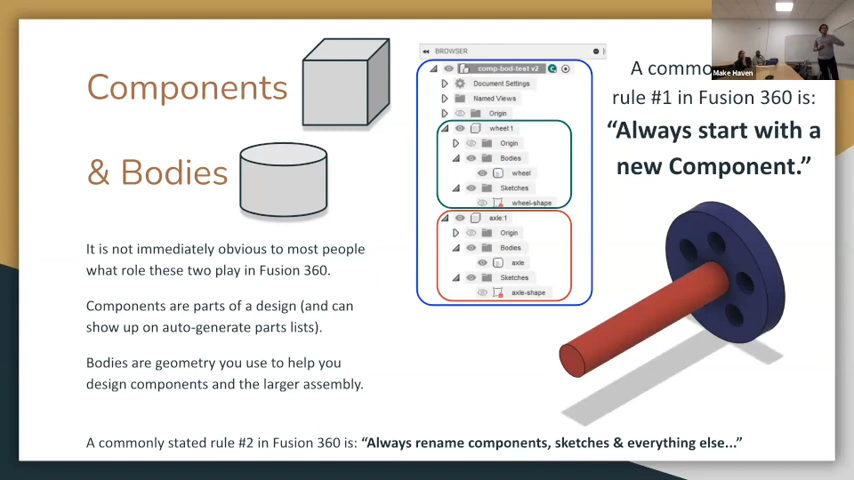 Components
& Bodies
It is not immediately obvious to most people
what role these two play in Fusion 360.
Components are parts of a design (and can
show up on auto-generate parts lists).
Bodies are geometry you use to help you
design components and the larger assembly.
BROWSER
comp-bod-test v2
Document Settings
Named Views
Origin
wheel:1
Origin
Bodies
wheel
Sketches
wheel-shape
axle:1
Origin
Bodies
axle
Sketches
axle-shape
Make Haven
A commo
rule #1 in Fusion 360 is:
“Always start with a
new Component.”
A commonly stated rule #2 in Fusion 360 is: “Always rename components, sketches & everything else...”